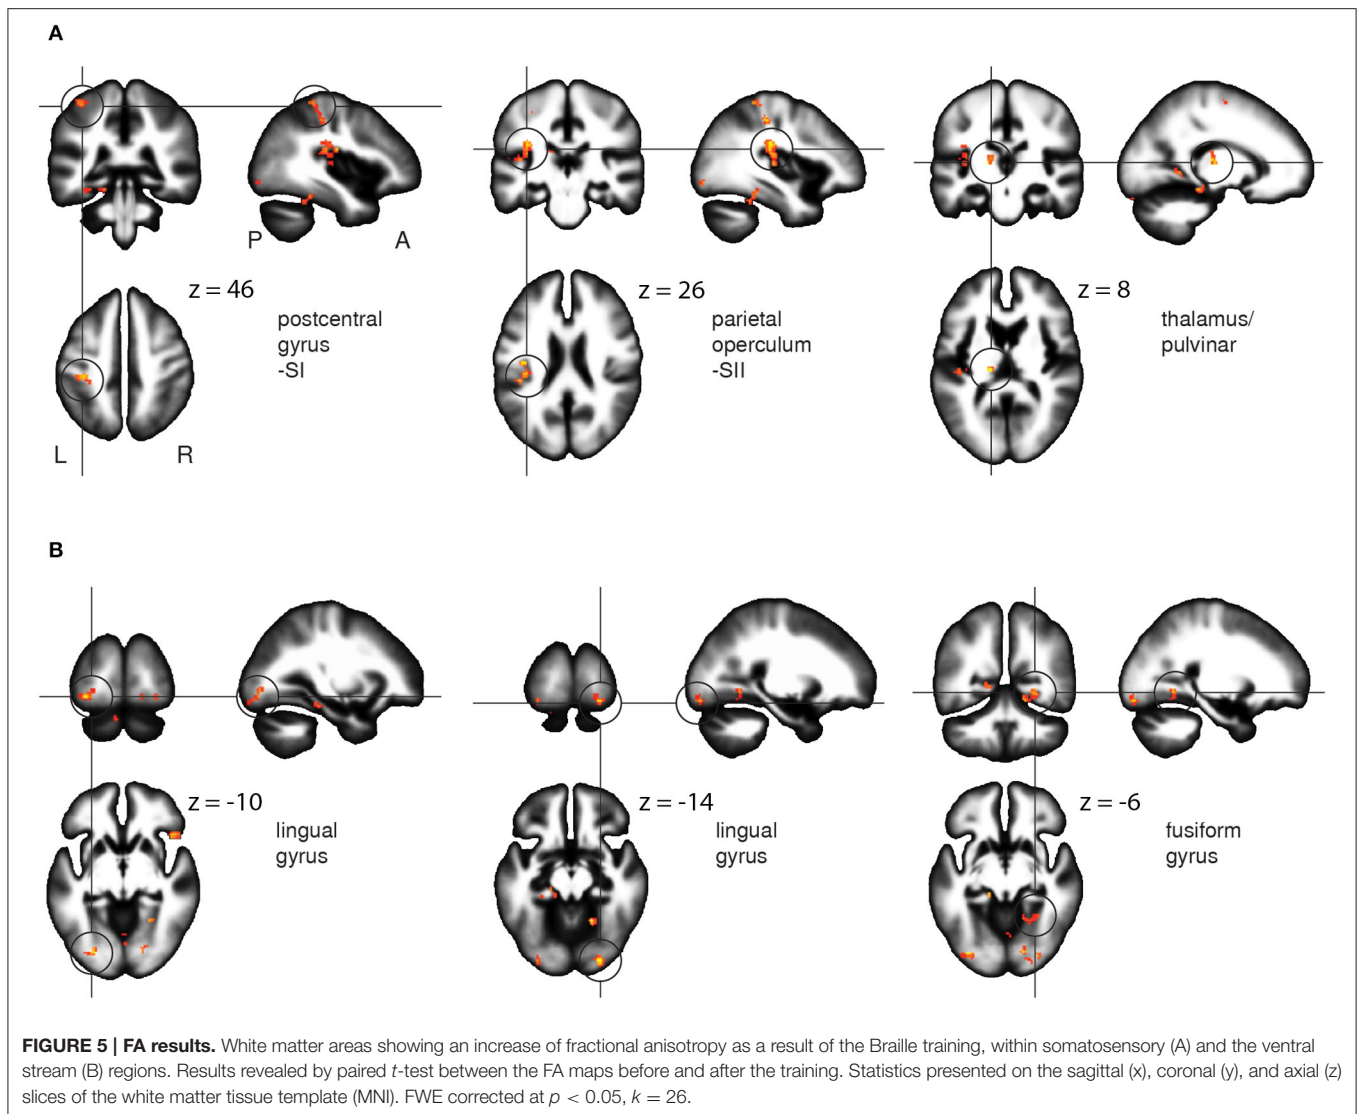 A
P
A
z = 46
postcentral
gyrus
-SI
L
R
z = 26
parietal
operculum
-SII
z = 8
thalamus/
pulvinar
B
z = -10
lingual
gyrus
z = -14
lingual
gyrus
z = -6
fusiform
gyrus
FIGURE 5 | FA results. White matter areas showing an increase of fractional anisotropy as a result of the Braille training, within somatosensory (A) and the ventral
stream (B) regions. Results revealed by paired t-test between the FA maps before and after the training. Statistics presented on the sagittal (x), coronal (y), and axial (z)
slices of the white matter tissue template (MNI). FWE corrected at p < 0.05, k = 26.